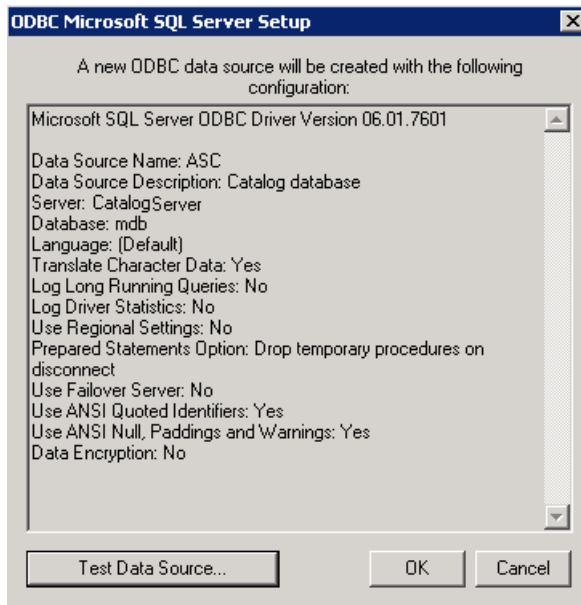 ODBC Microsoft SQL Server Setup
A new ODBC data source will be created with the following
configuration:
Microsoft SQL Server ODBC Driver Version 06.01.7601
Data Source Name: ASC
Data Source Description: Catalog database
Server: CatalogServer
Database: mdb
Language: (Default)
Translate Character Data: Yes
Log Long Running Queries: No
Log Driver Statistics: No
Use Regional Settings: No
Prepared Statements Option: Drop temporary procedures on
disconnect
Use Failover Server: No
Use ANSI Quoted Identifiers: Yes
Use ANSI Null, Paddings and Warnings: Yes
Data Encryption: No
Test Data Source...
OK
Cancel